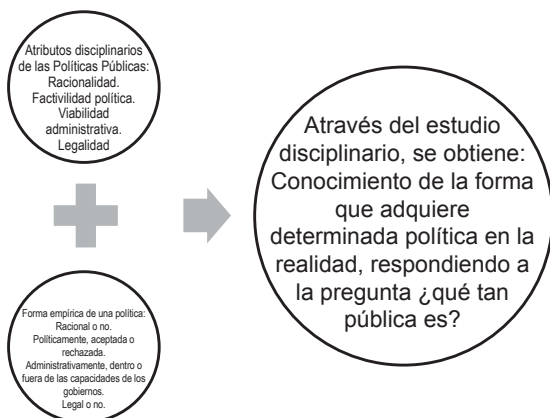 Atributos disciplinarios
de las Políticas Públicas:
Racionalidad.
Factividad política.
Viabilidad
administrativa.
Legalidad
Forma empírica de una política:
Racional o no.
Políticamente, aceptada o
rechazada.
Administrativamente, dentro o
fuera de las capacidades de los
gobiernos.
Legal o no.
Através del estudio
disciplinario, se obtiene:
Conocimiento de la forma
que adquiere
determinada política en la
realidad, respondiendo a
la pregunta ¿qué tan
pública es?